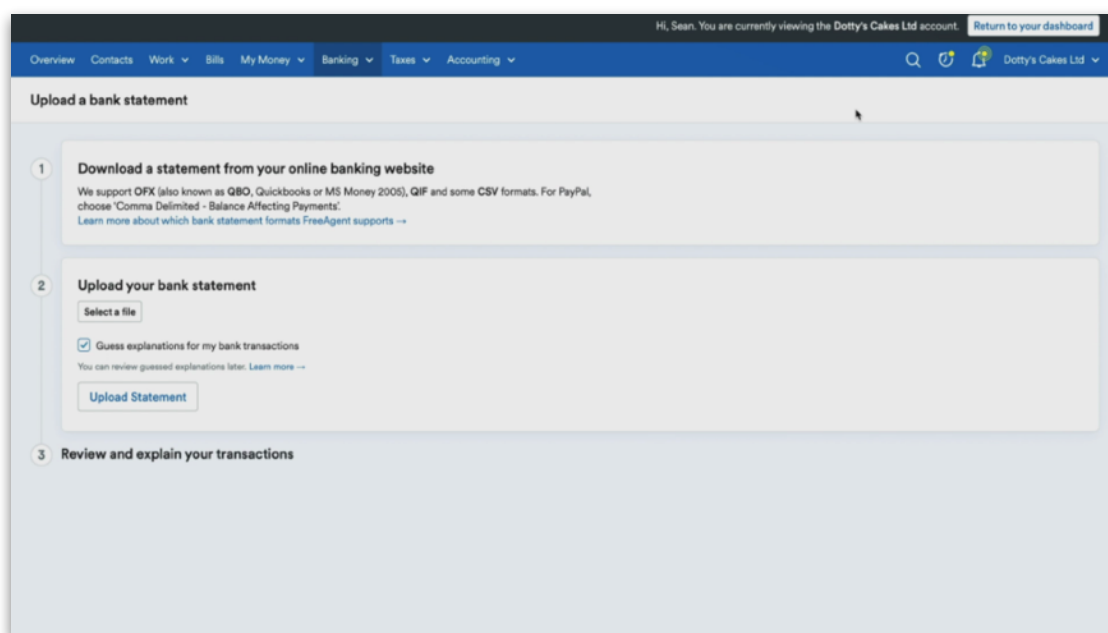 Hi, Sean. You are currently viewing the Dotty's Cakes Ltd account. Return to your dashboard
Overview Contacts Work Bills My Money Banking Taxes Accounting Dotty's Cakes Ltd
Upload a bank statement
1 Download a statement from your online banking website
We support OFX (also known as QBO, Quickbooks or MS Money 2005), QIF and some CSV formats. For PayPal,
choose 'Comma Delimited - Balance Affecting Payments'.
Learn more about which bank statement formats FreeAgent supports →
2 Upload your bank statement
Select a file
Guess explanations for my bank transactions
You can review guessed explanations later. Learn more →
Upload Statement
3 Review and explain your transactions